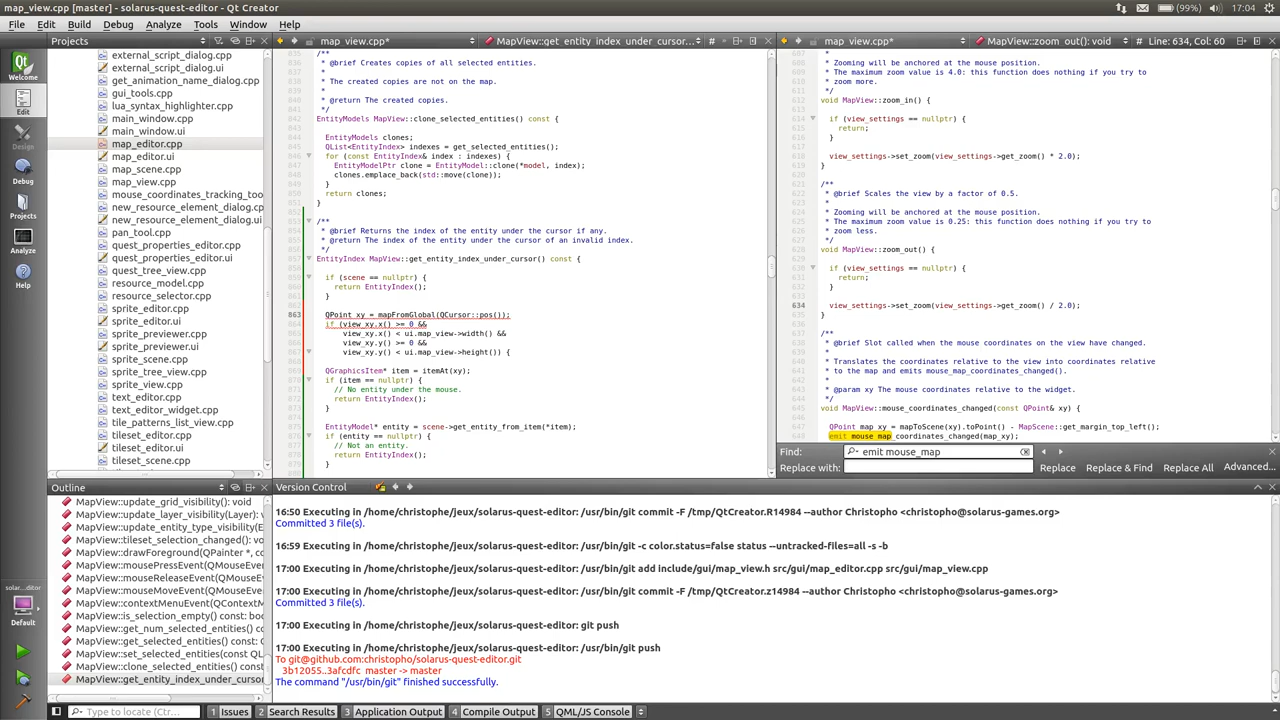 map_view.cpp [master] - solarus-quest-editor - Qt Creator
(99%)
17:04
File Edit Build Debug Analyze Tools Window Help
Projects
map_view.cpp*
MapView::get_entity_index_under_cursor...
#
map_view.cpp*
MapView::zoom_out(): void
# Line: 634, Col: 60
Welcome
Edit
Design
Debug
Projects
Analyze
Help
solar...ditor
Default
external_script_dialog.cpp
external_script_dialog.ui
get_animation_name_dialog.cpp
gui_tools.cpp
lua_syntax_highlighter.cpp
main_window.cpp
main_window.ui
map_editor.cpp
map_editor.ui
map_scene.cpp
map_view.cpp
mouse_coordinates_tracking_too
new_resource_element_dialog.cp
new_resource_element_dialog.ui
pan_tool.cpp
quest_properties_editor.cpp
quest_properties_editor.ui
quest_tree_view.cpp
resource_model.cpp
resource_selector.cpp
sprite_editor.cpp
sprite_editor.ui
sprite_previewer.cpp
sprite_previewer.ui
sprite_scene.cpp
sprite_tree_view.cpp
sprite_view.cpp
text_editor.cpp
text_editor_widget.cpp
tile_patterns_list_view.cpp
tileset_editor.cpp
tileset_editor.ui
tileset_scene.cpp
/**
* @brief Creates copies of all selected entities.
*
* The created copies are not on the map.
*
* @return The created copies.
*/
EntityModels MapView::clone_selected_entities() const {
EntityModels clones;
QList<EntityIndex> indexes = get_selected_entities();
for (const EntityIndex& index : indexes) {
EntityModelPtr clone = EntityModel::clone(*model, index);
clones.emplace_back(std::move(clone));
}
return clones;
}
/**
* @brief Returns the index of the entity under the cursor if any.
* @return The index of the entity under the cursor of an invalid index.
*/
EntityIndex MapView::get_entity_index_under_cursor() const {
if (scene == nullptr) {
return EntityIndex();
}
863 QPoint xy = mapFromGlobal(QCursor::pos());
if (view_xy.x() >= 0 &&
view_xy.x() < ui.map_view->width() &&
view_xy.y() >= 0 &&
view_xy.y() < ui.map_view->height()) {
QGraphicsItem* item = itemAt(xy);
if (item == nullptr) {
// No entity under the mouse.
return EntityIndex();
}
EntityModel* entity = scene->get_entity_from_item(*item);
if (entity == nullptr) {
// Not an entity.
return EntityIndex();
}
*
* Zooming will be anchored at the mouse position.
* The maximum zoom value is 4.0: this function does nothing if you try to
* zoom more.
*/
void MapView::zoom_in() {
if (view_settings == nullptr) {
return;
}
view_settings->set_zoom(view_settings->get_zoom() * 2.0);
}
/**
* @brief Scales the view by a factor of 0.5.
*
* Zooming will be anchored at the mouse position.
* The maximum zoom value is 0.25: this function does nothing if you try to
* zoom less.
*/
void MapView::zoom_out() {
if (view_settings == nullptr) {
return;
}
634 view_settings->set_zoom(view_settings->get_zoom() / 2.0);
}
/**
* @brief Slot called when the mouse coordinates on the view have changed.
*
* Translates the coordinates relative to the view into coordinates relative
* to the map and emits mouse_map_coordinates_changed().
*
* @param xy The mouse coordinates relative to the widget.
*/
void MapView::mouse_coordinates_changed(const QPoint& xy) {
QPoint map_xy = mapToScene(xy).toPoint() - MapScene::get_margin_top_left();
emit mouse_map_coordinates_changed(map_xy);
Find: emit mouse_map
Replace with:
Replace
Replace & Find
Replace All
Advanced...
Outline
MapView::update_grid_visibility(): void
MapView::update_layer_visibility(Layer):
MapView::update_entity_type_visibility(E
MapView::tileset_selection_changed(): v
MapView::drawForeground(QPainter *, c
MapView::mousePressEvent(QMouseEve
MapView::mouseReleaseEvent(QMouseE
MapView::mouseMoveEvent(QMouseEve
MapView::contextMenuEvent(QContextM
MapView::is_selection_empty() const: bo
MapView::get_num_selected_entities() c
MapView::get_selected_entities() const: Q
MapView::set_selected_entities(const QL
MapView::clone_selected_entities() const
MapView::get_entity_index_under_cursor
Version Control
16:50 Executing in /home/christophe/jeux/solarus-quest-editor: /usr/bin/git commit -F /tmp/QtCreator.R14984 --author Christopho <christopho@solarus-games.org>
Committed 3 file(s).
16:59 Executing in /home/christophe/jeux/solarus-quest-editor: /usr/bin/git -c color.status=false status --untracked-files=all -s -b
17:00 Executing in /home/christophe/jeux/solarus-quest-editor: /usr/bin/git add include/gui/map_view.h src/gui/map_editor.cpp src/gui/map_view.cpp
17:00 Executing in /home/christophe/jeux/solarus-quest-editor: /usr/bin/git commit -F /tmp/QtCreator.z14984 --author Christopho <christopho@solarus-games.org>
Committed 3 file(s).
17:00 Executing in /home/christophe/jeux/solarus-quest-editor: git push
17:00 Executing in /home/christophe/jeux/solarus-quest-editor: /usr/bin/git push
To git@github.com:christopho/solarus-quest-editor.git
3b12055..3afcdfc master -> master
The command "/usr/bin/git" finished successfully.
Type to locate (Ctrl...
1 Issues
2 Search Results
3 Application Output
4 Compile Output
5 QML/JS Console